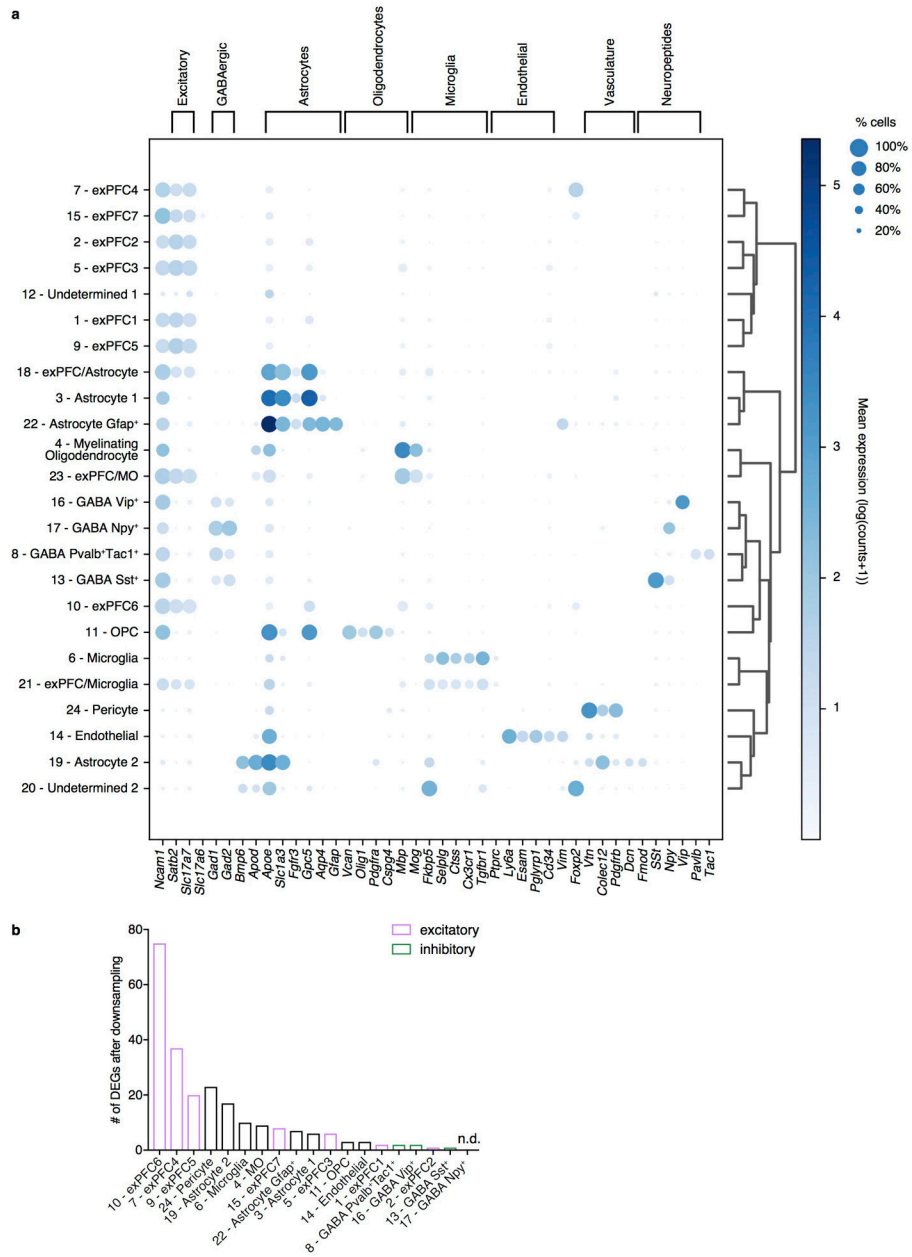 a
Excitatory
GABAergic
Astrocytes
Oligodendrocytes
Microglia
Endothelial
Vasculature
Neuropeptides
% cells
100%
80%
60%
40%
20%
7 - exPFC4
15 - exPFC7
2 - exPFC2
5 - exPFC3
12 - Undetermined 1
1 - exPFC1
9 - exPFC5
18 - exPFC/Astrocyte
3 - Astrocyte 1
22 - Astrocyte Gfap⁺
4 - Myelinating
Oligodendrocyte
23 - exPFC/MO
16 - GABA Vip⁺
17 - GABA Npy⁺
8 - GABA Pvalb⁺Tac1⁺
13 - GABA Sst⁺
10 - exPFC6
11 - OPC
6 - Microglia
21 - exPFC/Microglia
24 - Pericyte
14 - Endothelial
19 - Astrocyte 2
20 - Undetermined 2
5
4
3
2
1
Mean expression (log(counts+1))
Ncam1
Satb2
Slc17a7
Slc17a6
Gad1
Gad2
Bmp6
Apod
Apoe
Slc1a3
Fgfr3
Gpc5
Aqp4
Gfap
Vcan
Olig1
Pdgfra
Cspg4
Mbp
Mog
Fkbp5
Selplg
Ctss
Cx3cr1
Tgfbr1
Ptprc
Ly6a
Esam
Pglyrp1
Cd34
Vim
Foxp2
Vtn
Colec12
Pdgfrb
Dcn
Fmod
SSt
Npy
Vip
Pavlb
Tac1
b
# of DEGs after downsampling
80
60
40
20
0
excitatory
inhibitory
n.d.
10 - exPFC6
7 - exPFC4
9 - exPFC5
24 - Pericyte
19 - Astrocyte 2
6 - Microglia
4 - MO
15 - exPFC7
22 - Astrocyte Gfap⁺
3 - Astrocyte 1
5 - exPFC3
11 - OPC
14 - Endothelial
1 - exPFC1
8 - GABA Pvalb⁺Tac1⁺
16 - GABA Vip⁺
2 - exPFC2
13 - GABA Sst⁺
17 - GABA Npy⁺